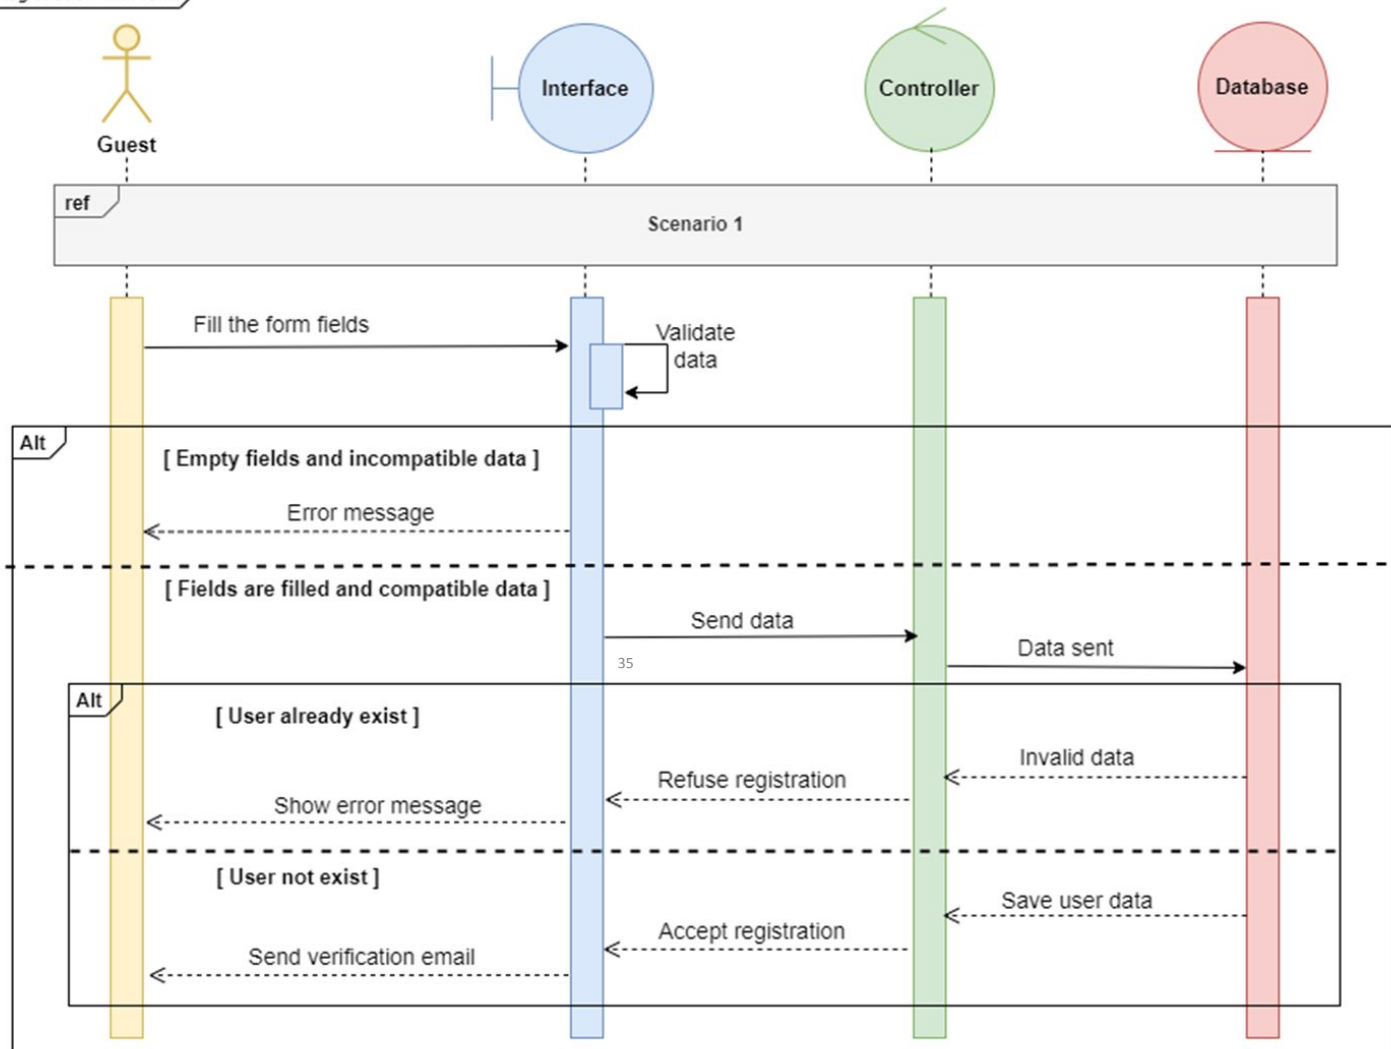 Guest
Interface
Controller
Database
ref
Scenario 1
Fill the form fields
Validate
data
Alt
[ Empty fields and incompatible data ]
Error message
[ Fields are filled and compatible data ]
Send data
Data sent
35
Alt
[ User already exist ]
Invalid data
Refuse registration
Show error message
[ User not exist ]
Save user data
Accept registration
Send verification email